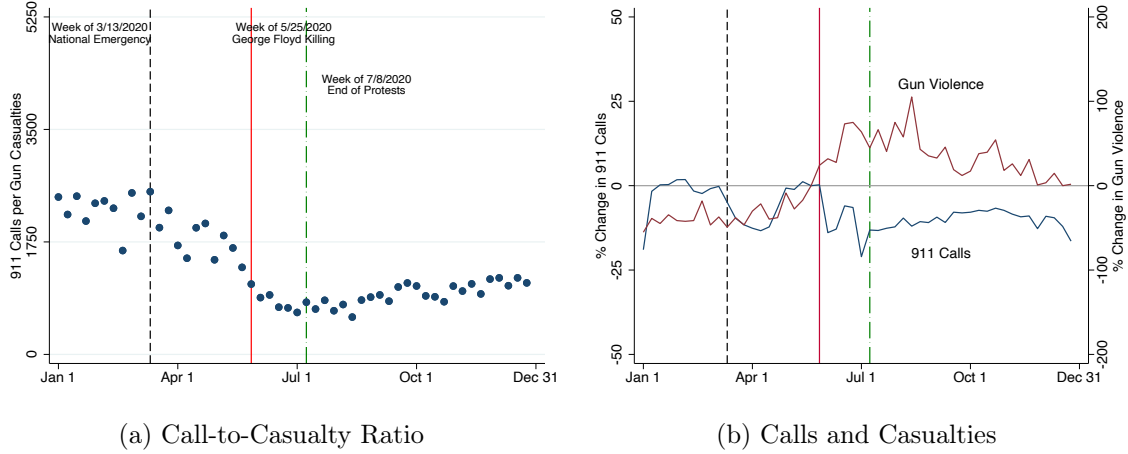 5250
3500
1750
0
911 Calls per Gun Casualties
Week of 3/13/2020
National Emergency
Week of 5/25/2020
George Floyd Killing
Week of 7/8/2020
End of Protests
Jan 1
Apr 1
Jul 1
Oct 1
Dec 31
(a) Call-to-Casualty Ratio
50
25
0
-25
-50
% Change in 911 Calls
Gun Violence
911 Calls
200
100
0
-100
-200
% Change in Gun Violence
Jan 1
Apr 1
Jul 1
Oct 1
Dec 31
(b) Calls and Casualties